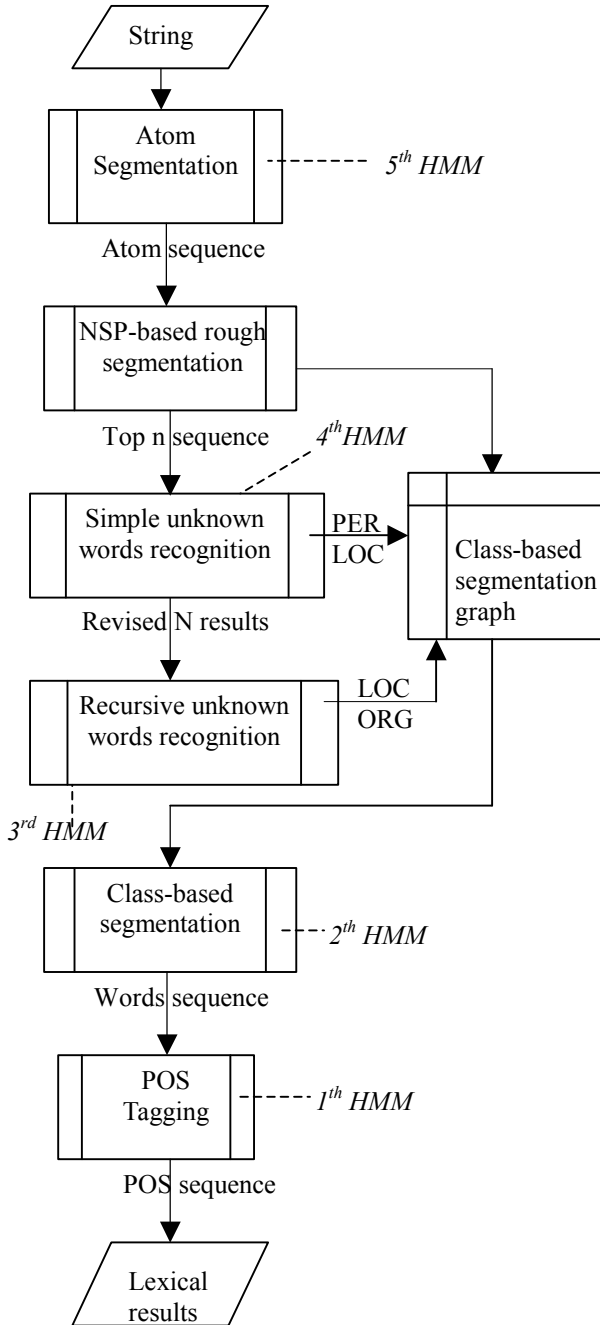 String
Atom
Segmentation
5th HMM
Atom sequence
NSP-based rough
segmentation
Top n sequence
4thHMM
Simple unknown
words recognition
PER
LOC
Class-based
segmentation
graph
Revised N results
Recursive unknown
words recognition
LOC
ORG
3rd HMM
Class-based
segmentation
2th HMM
Words sequence
POS
Tagging
1th HMM
POS sequence
Lexical
results